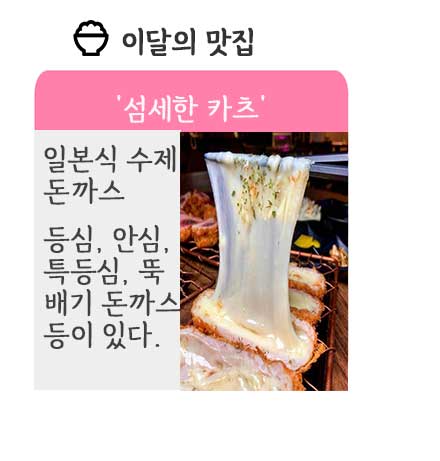 이달의 맛집
'섬세한 카츠'
일본식 수제
돈까스
등심, 안심,
특등심, 뚝
배기 돈까스
등이 있다.